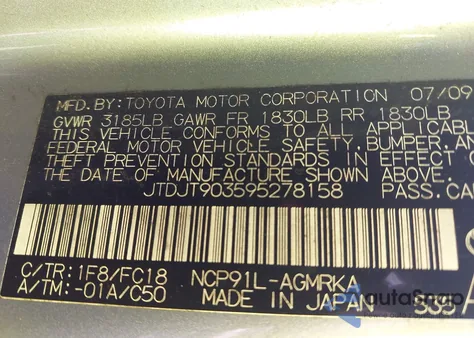 MFD.BY:TOYOTA MOTOR CORPORATION 07/09
GVWR 3185LB GAWR FR 1830LB RR 1830LB
THIS VEHICLE CONFORMS TO ALL APPLICABL
FEDERAL MOTOR VEHICLE SAFETY,BUMPER,AN
THEFT PREVENTION STANDARDS IN EFFECT
THE DATE OF MANUFACTURE SHOWN ABOVE.
JTDJT903595278158 PASS.CA
C/TR:1F8/FC18 NCP91L-AGMRKA
A/TM:-01A/C50 MADE IN JAPAN
AutoSnap